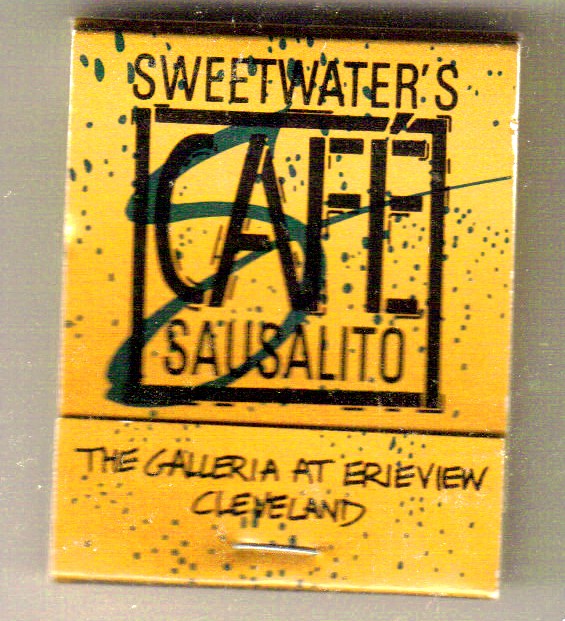 SWEETWATER'S
CAFÉ
SAUSALITO
THE GALLERIA AT ERIEVIEW
CLEVELAND